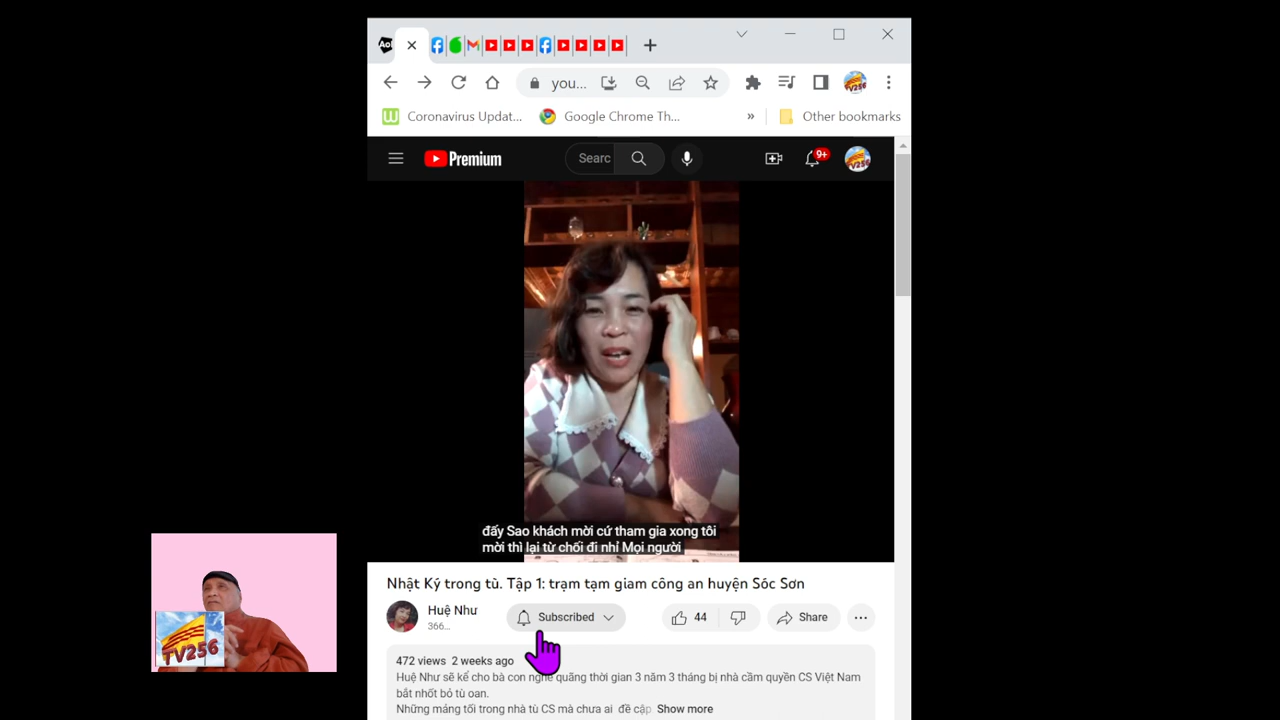 Aol
you...
Coronavirus Updat...
Google Chrome Th...
»
Other bookmarks
Premium
Searc
9+
TV256
đấy Sao khách mời cứ tham gia xong tôi
mời thì lại từ chối đi nhỉ Mọi người
Nhật Ký trong tù. Tập 1: trạm tạm giam công an huyện Sóc Sơn
Huệ Như
366...
Subscribed
44
Share
472 views 2 weeks ago
Huệ Như sẽ kể cho bà con nghe quãng thời gian 3 năm 3 tháng bị nhà cầm quyền CS Việt Nam
bắt nhốt bỏ tù oan.
Những mảng tối trong nhà tù CS mà chưa ai đề cập Show more